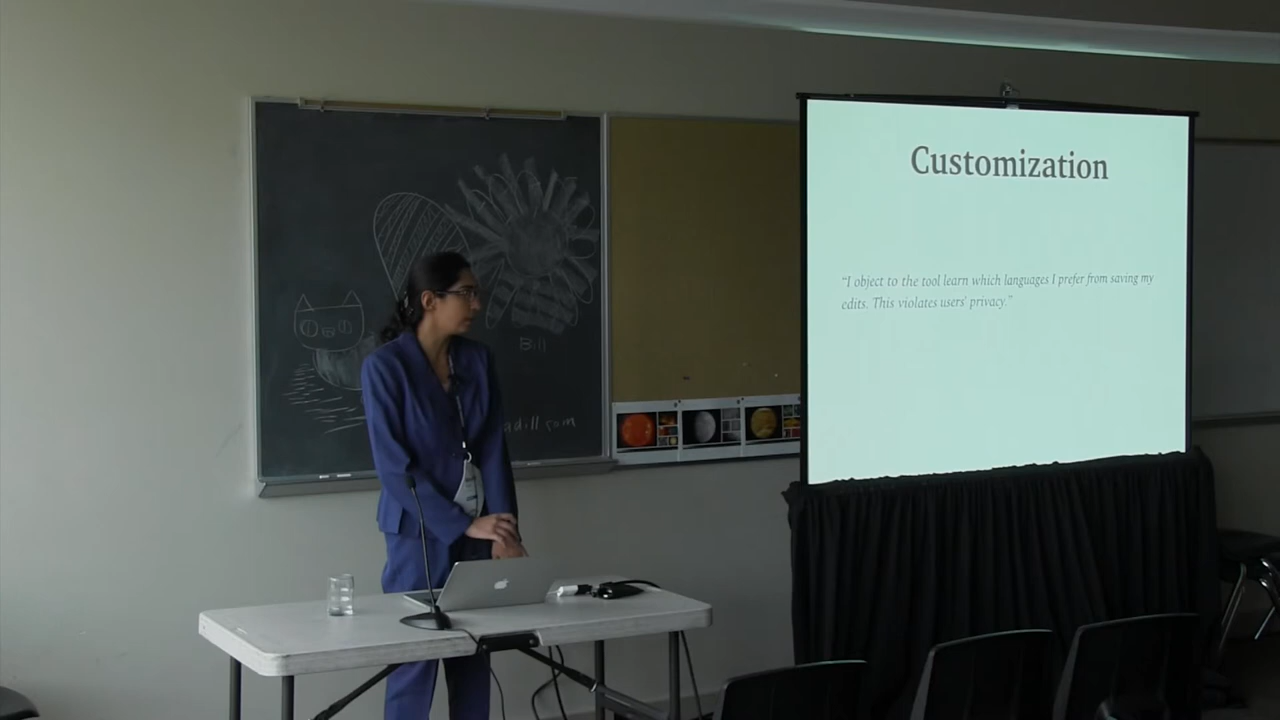 Customization
“I object to the tool learn which languages I prefer from saving my
edits. This violates users' privacy.”
Bill